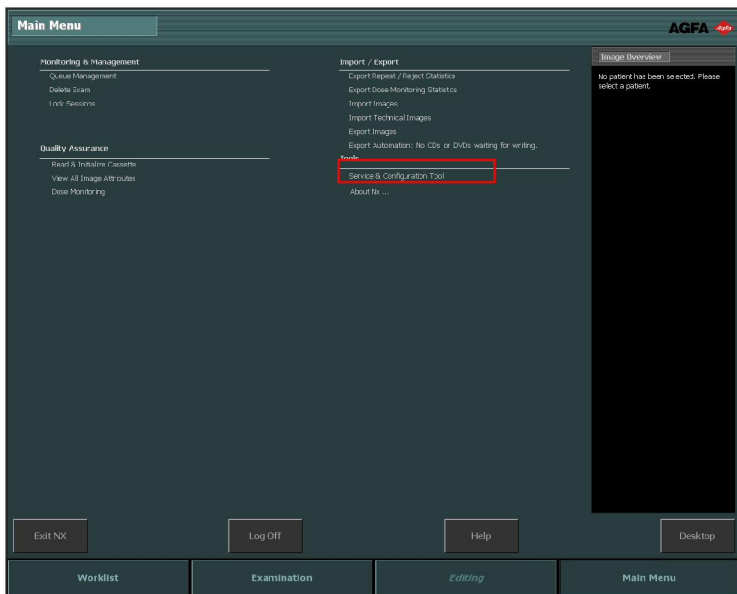 Main Menu
AGFA Agfa
Monitoring & Management
Queue Management
Delete Exam
Lock Sessions
Quality Assurance
Read & Initialize Cassette
View All Image Attributes
Dose Monitoring
Import / Export
Export Repeat / Reject Statistics
Export Dose Monitoring Statistics
Import Images
Import Technical Images
Export Images
Export Automation: No CDs or DVDs waiting for writing.
Tools
Service & Configuration Tool
About Nx ...
Image Overview
No patient has been selected. Please
select a patient.
Exit NX
Log Off
Help
Desktop
Worklist
Examination
Editing
Main Menu